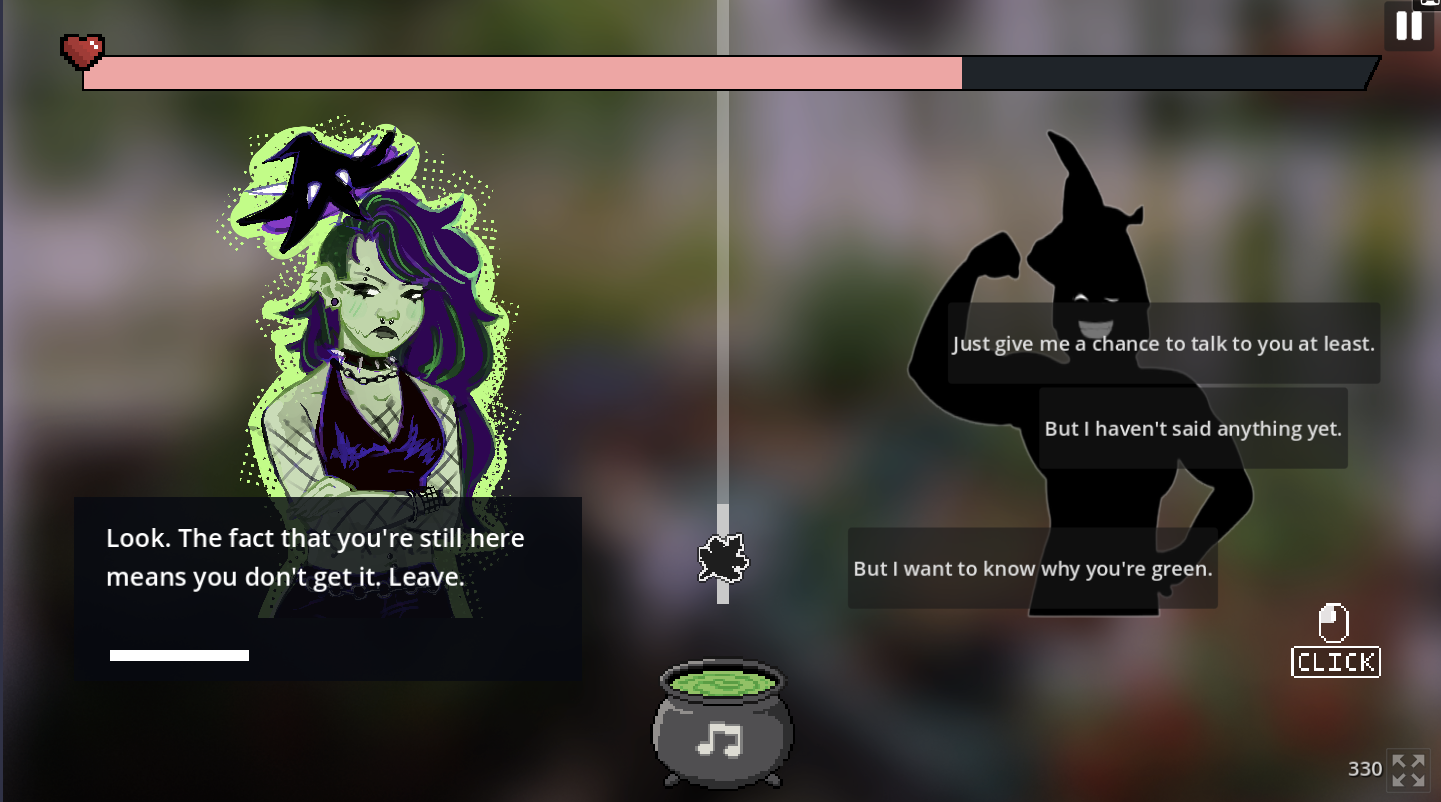 Just give me a chance to talk to you at least.
But I haven't said anything yet.
Look. The fact that you're still here
means you don't get it. Leave.
But I want to know why you're green.
CLICK
330